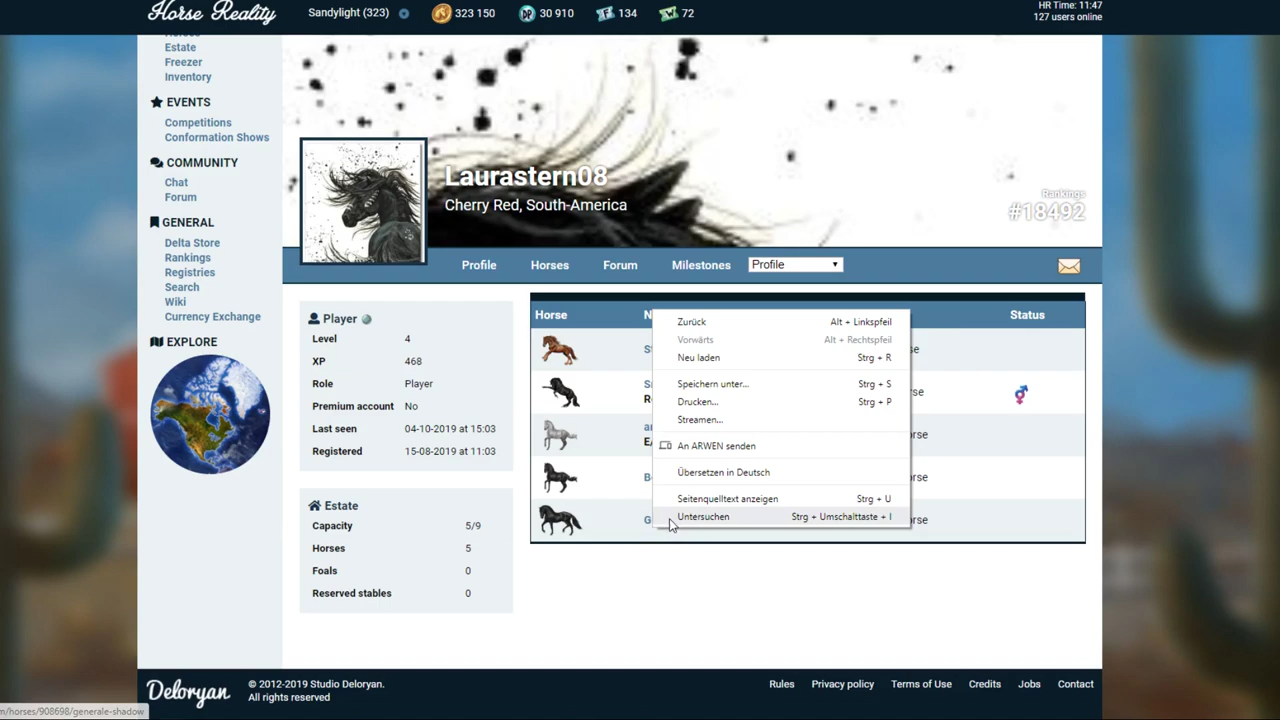 Horse Reality
Sandylight (323)
323 150
30 910
134
72
HR Time: 11:47
127 users online
Estate
Freezer
Inventory
EVENTS
Competitions
Conformation Shows
COMMUNITY
Chat
Forum
GENERAL
Delta Store
Rankings
Registries
Search
Wiki
Currency Exchange
EXPLORE
Laurastern08
Cherry Red, South-America
Rankings
#18492
Profile Horses Forum Milestones Profile
Player
Level 4
XP 468
Role Player
Premium account No
Last seen 04-10-2019 at 15:03
Registered 15-08-2019 at 11:03
Estate
Capacity 5/9
Horses 5
Foals 0
Reserved stables 0
Horse Status
Zurück Alt + Linkspfeil
Vorwärts Alt + Rechtspfeil
Neu laden Strg + R
Speichern unter... Strg + S
Drucken... Strg + P
Streamen...
An ARWEN senden
Übersetzen in Deutsch
Seitenquelltext anzeigen Strg + U
Untersuchen Strg + Umschalttaste + I
Deloryan
© 2012-2019 Studio Deloryan.
All rights reserved
Rules Privacy policy Terms of Use Credits Jobs Contact
m/horses/908698/generale-shadow